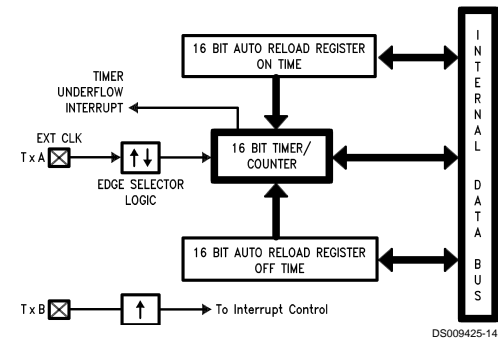 16 BIT AUTO RELOAD REGISTER
ON TIME
TIMER
UNDERFLOW
INTERRUPT
EXT CLK
TxA
EDGE SELECTOR
LOGIC
16 BIT TIMER/
COUNTER
16 BIT AUTO RELOAD REGISTER
OFF TIME
TxB
To Interrupt Control
INTERNAL DATA BUS
DS009425-14